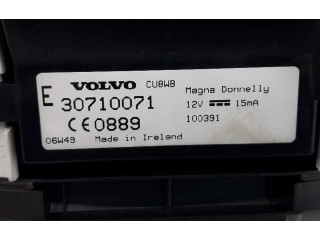 VOLVO CU8WB Magna Donnelly
E 30710071 12V ⎓ 15mA
CE0889 100391
06W49 Made in Ireland